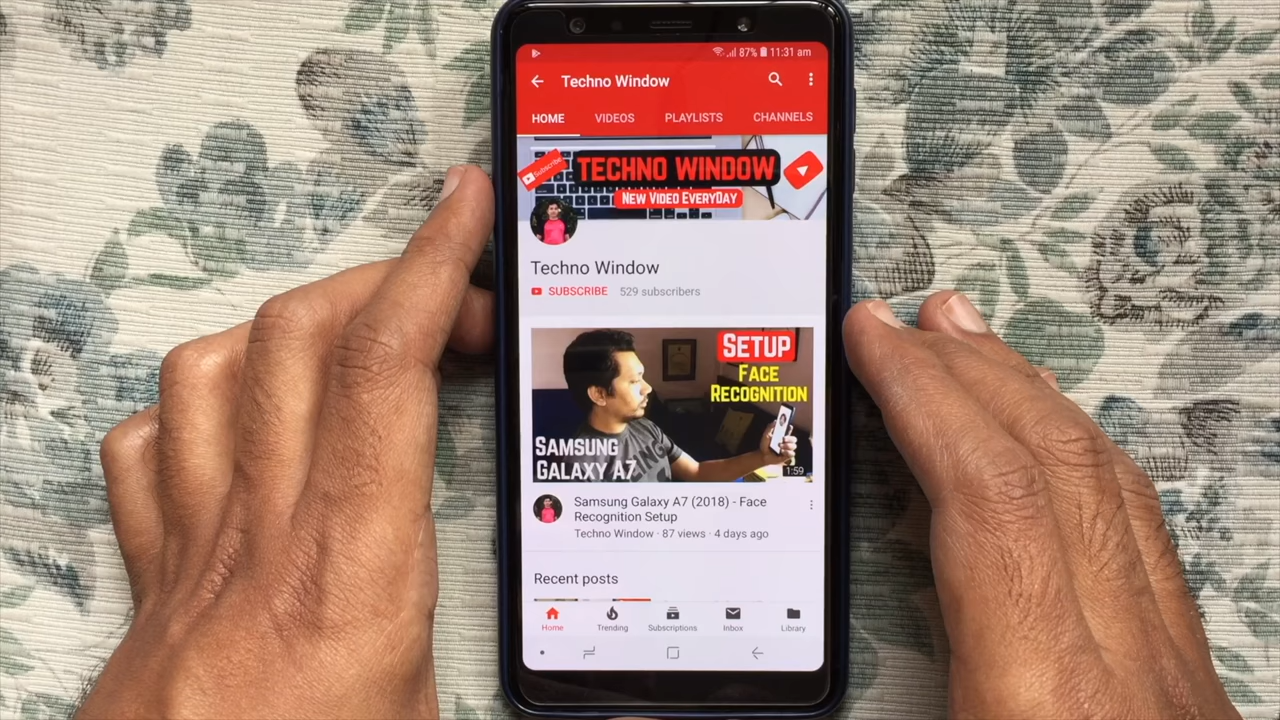 87% 11:31 am
Techno Window
HOME VIDEOS PLAYLISTS CHANNELS
Subscribe
TECHNO WINDOW
NEW VIDEO EVERYDAY
Techno Window
SUBSCRIBE 529 subscribers
SETUP
FACE
RECOGNITION
SAMSUNG
GALAXY A7
1:59
Samsung Galaxy A7 (2018) - Face
Recognition Setup
Techno Window · 87 views · 4 days ago
Recent posts
Home Trending Subscriptions Inbox Library